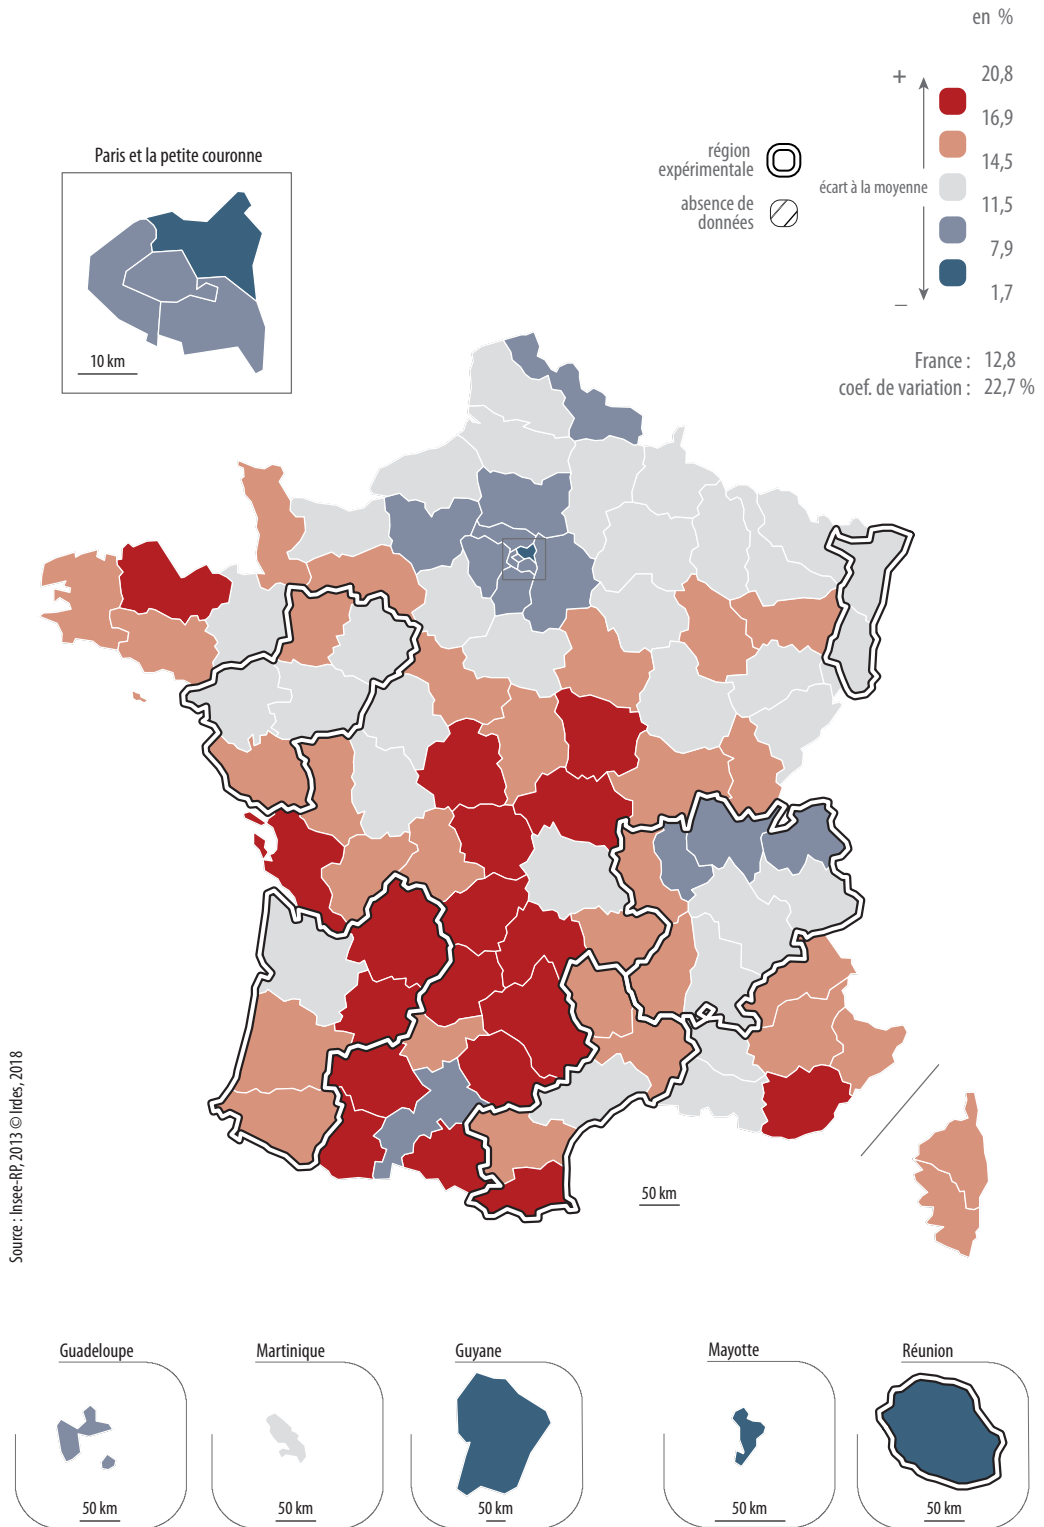 en %
+
20,8
16,9
14,5
écart à la moyenne
11,5
7,9
1,7
–
région
expérimentale
absence de
données
France : 12,8
coef. de variation : 22,7 %
Paris et la petite couronne
10 km
50 km
Source : Insee-RP, 2013 © Irdes, 2018
Guadeloupe
50 km
Martinique
50 km
Guyane
50 km
Mayotte
50 km
Réunion
50 km